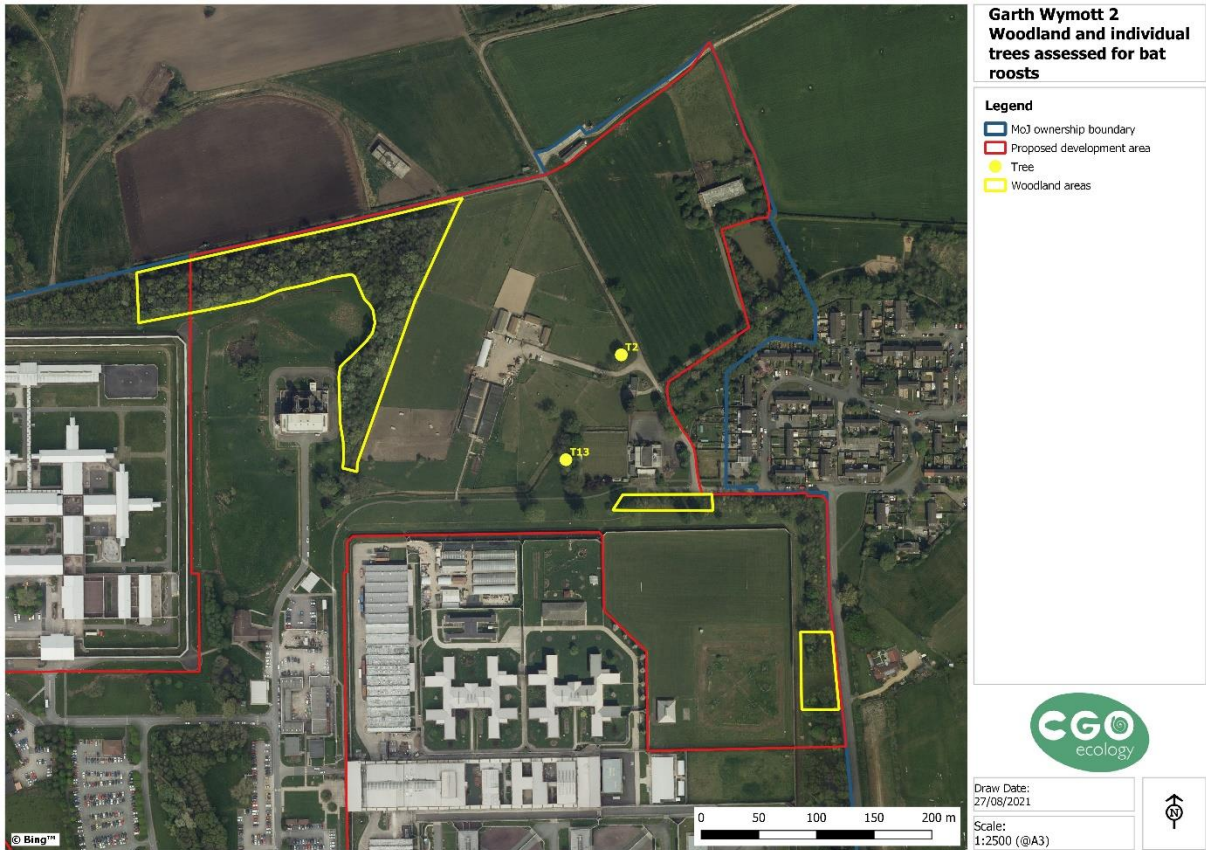 Garth Wymott 2
Woodland and individual
trees assessed for bat
roosts
Legend
MoJ ownership boundary
Proposed development area
Tree
Woodland areas
T2
T13
CGO
ecology
Draw Date:
27/08/2021
Scale:
1:2500 (@A3)
N
0 50 100 150 200 m
© Bing™